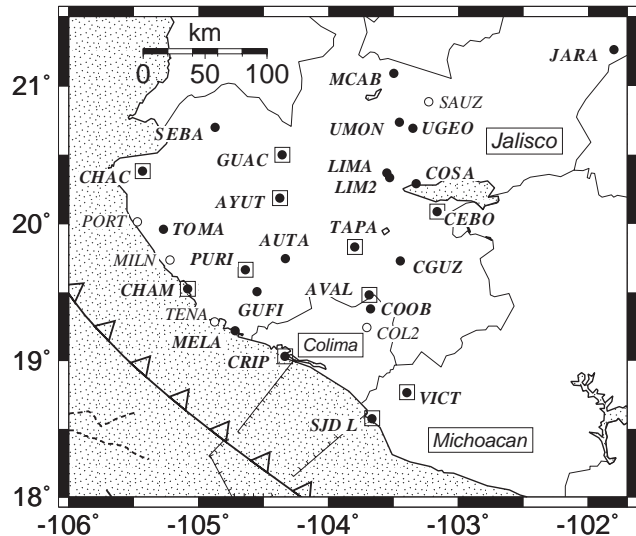 km
0 50 100
21°
20°
19°
18°
-106 -105 -104 -103 -102
JARA
MCAB
SAUZ
SEBA
UMON
UGEO
Jalisco
GUAC
CHAC
LIMA
LIM2
COSA
AYUT
CEBO
PORT
TOMA
TAPA
MILN
PURI
AUTA
CGUZ
CHAM
AVAL
TENA
GUFI
COOB
COL2
MELA
Colima
CRIP
VICT
SJD L
Michoacan